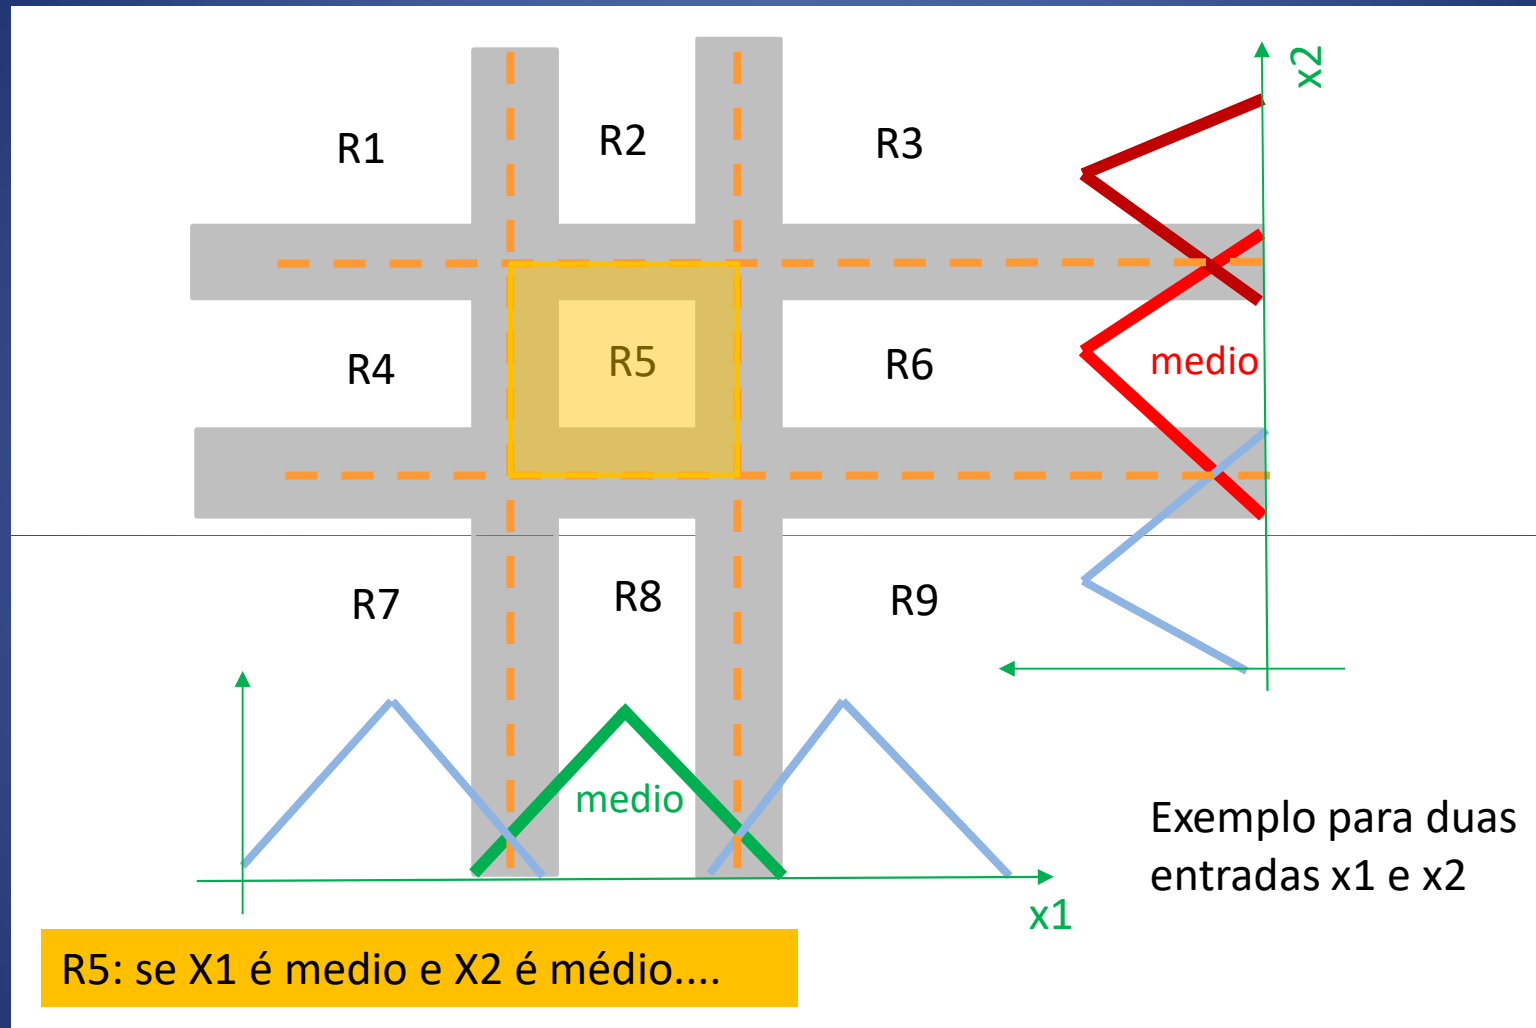 x2
R1
R2
R3
R4
R5
R6
medio
R7
R8
R9
medio
x1
Exemplo para duas
entradas x1 e x2
R5: se X1 é medio e X2 é médio....